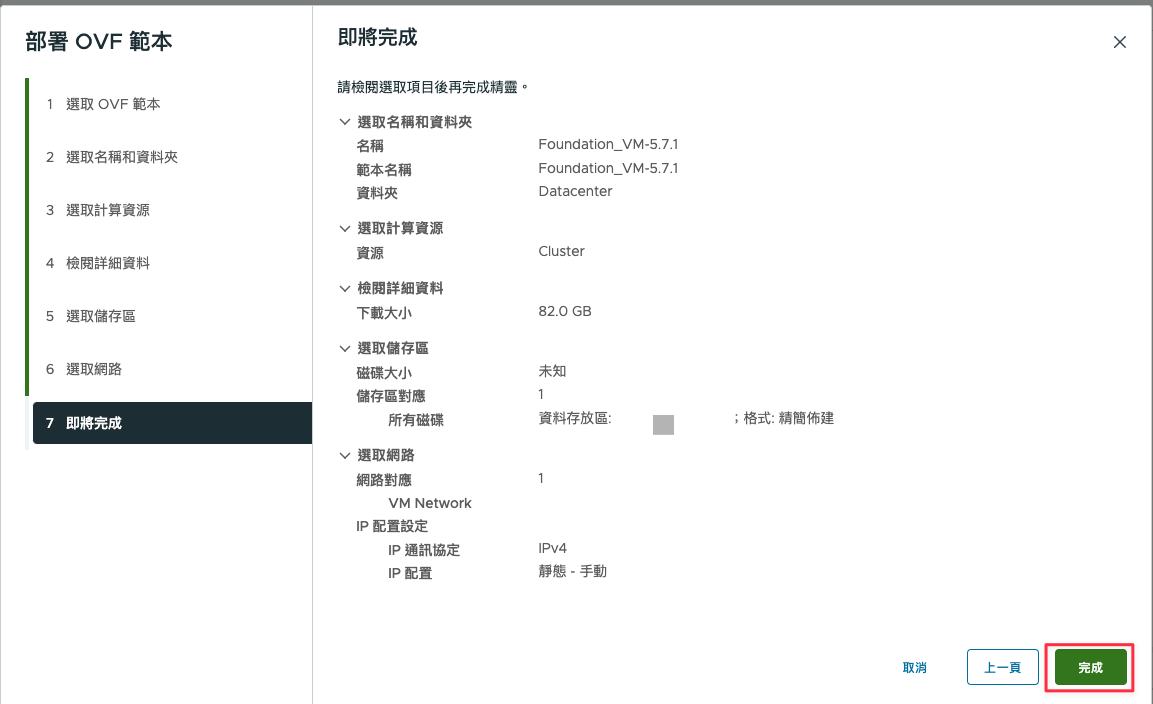 部署 OVF 範本
1 選取 OVF 範本
2 選取名稱和資料夾
3 選取計算資源
4 檢閱詳細資料
5 選取儲存區
6 選取網路
7 即將完成
即將完成
請檢閱選取項目後再完成精靈。
選取名稱和資料夾
名稱 Foundation_VM-5.7.1
範本名稱 Foundation_VM-5.7.1
資料夾 Datacenter
選取計算資源
資源 Cluster
檢閱詳細資料
下載大小 82.0 GB
選取儲存區
磁碟大小 未知
儲存區對應 1
所有磁碟 資料存放區: ；格式: 精簡佈建
選取網路
網路對應 1
VM Network
IP 配置設定
IP 通訊協定 IPv4
IP 配置 靜態 - 手動
取消 上一頁 完成